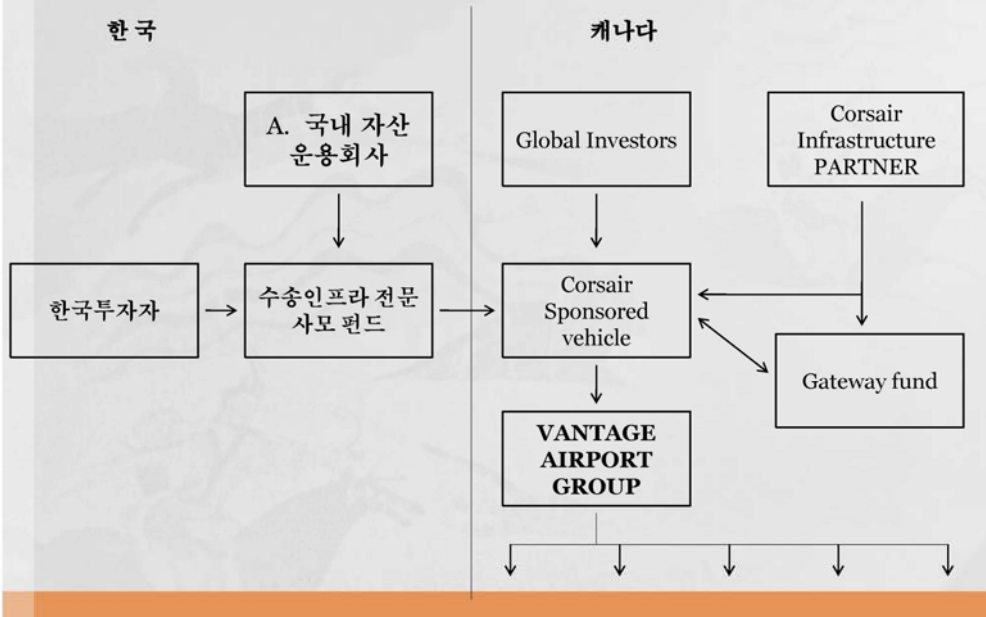 한 국
캐나다
A. 국내 자산
운용회사
Global Investors
Corsair
Infrastructure
PARTNER
한국투자자
수송인프라 전문
사모 펀드
Corsair
Sponsored
vehicle
Gateway fund
VANTAGE
AIRPORT
GROUP